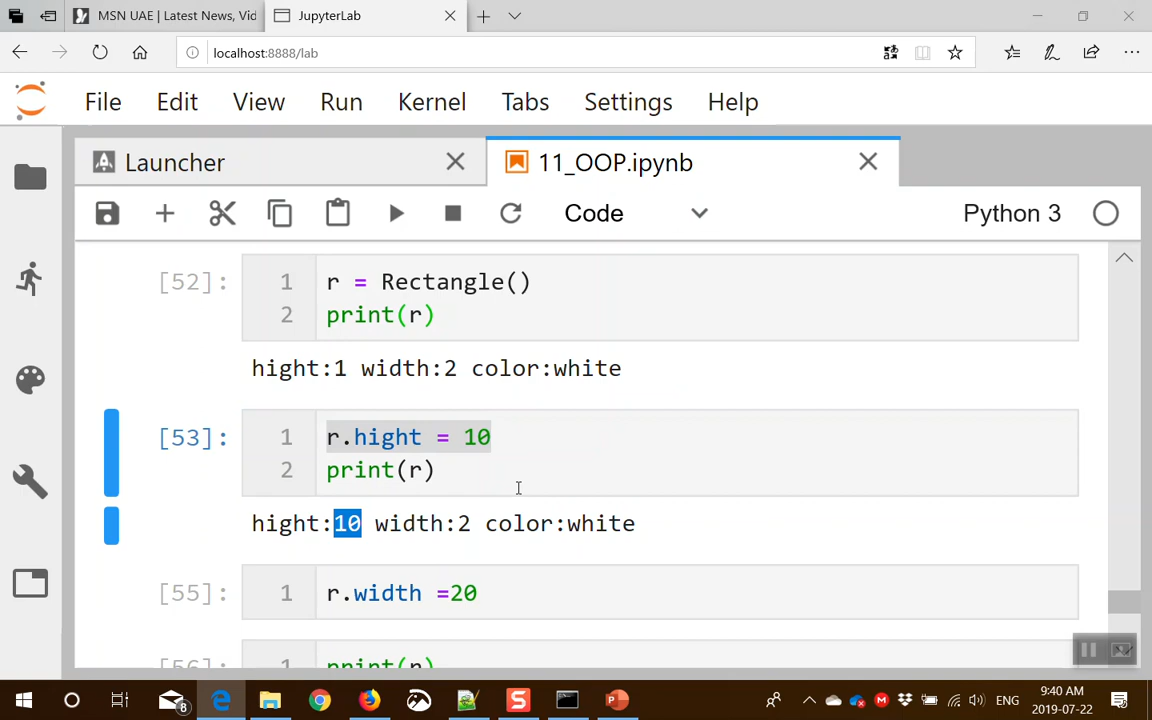 MSN UAE | Latest News, Vid
JupyterLab
localhost:8888/lab
File Edit View Run Kernel Tabs Settings Help
Launcher
11_OOP.ipynb
Code
Python 3
[52]:
1 r = Rectangle()
2 print(r)
hight:1 width:2 color:white
[53]:
1 r.hight = 10
2 print(r)
hight:10 width:2 color:white
[55]:
1 r.width =20
[56]:
1 print(r)
8
ENG
9:40 AM
2019-07-22